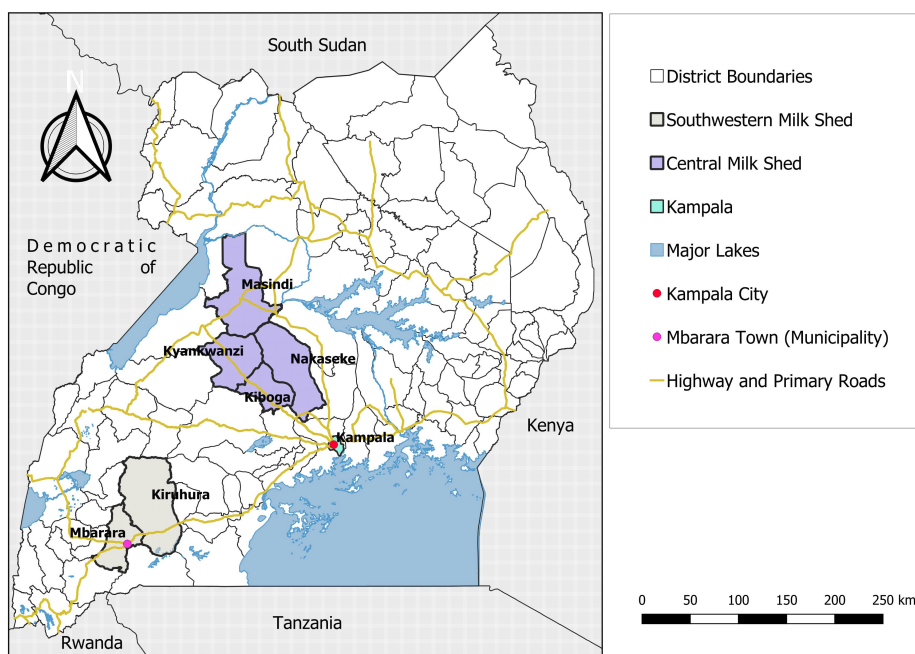 South Sudan
N
Democratic
Republic of
Congo
Masindi
Kyankwanzi
Nakaseke
Kiboga
Kampala
Kenya
Kiruhura
Mbarara
Tanzania
Rwanda
District Boundaries
Southwestern Milk Shed
Central Milk Shed
Kampala
Major Lakes
Kampala City
Mbarara Town (Municipality)
Highway and Primary Roads
0 50 100 150 200 250 km